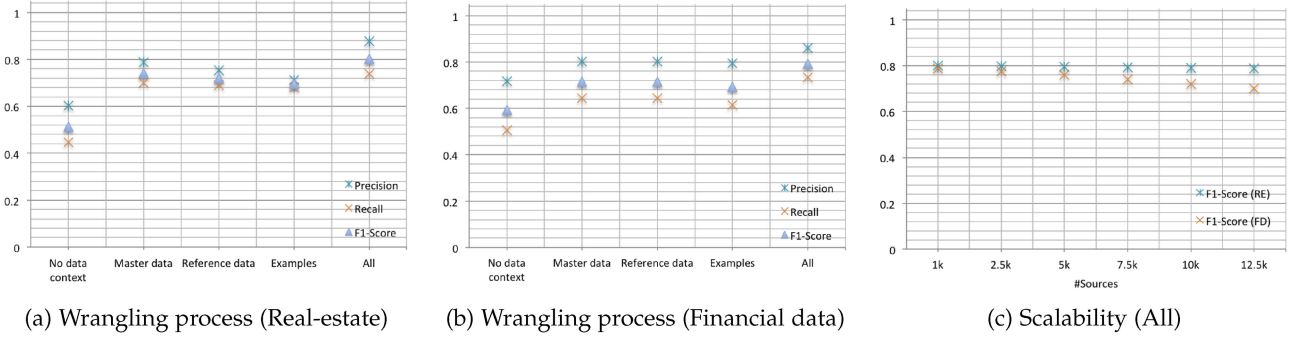 1
0.8
0.6
0.4
0.2
0
No data
context
Master data
Reference data
Examples
All
Precision
Recall
F1-Score
(a) Wrangling process (Real-estate)
1
0.8
0.6
0.4
0.2
0
No data
context
Master data
Reference data
Examples
All
Precision
Recall
F1-Score
(b) Wrangling process (Financial data)
1
0.8
0.6
0.4
0.2
0
1k
2.5k
5k
7.5k
10k
12.5k
#Sources
F1-Score (RE)
F1-Score (FD)
(c) Scalability (All)